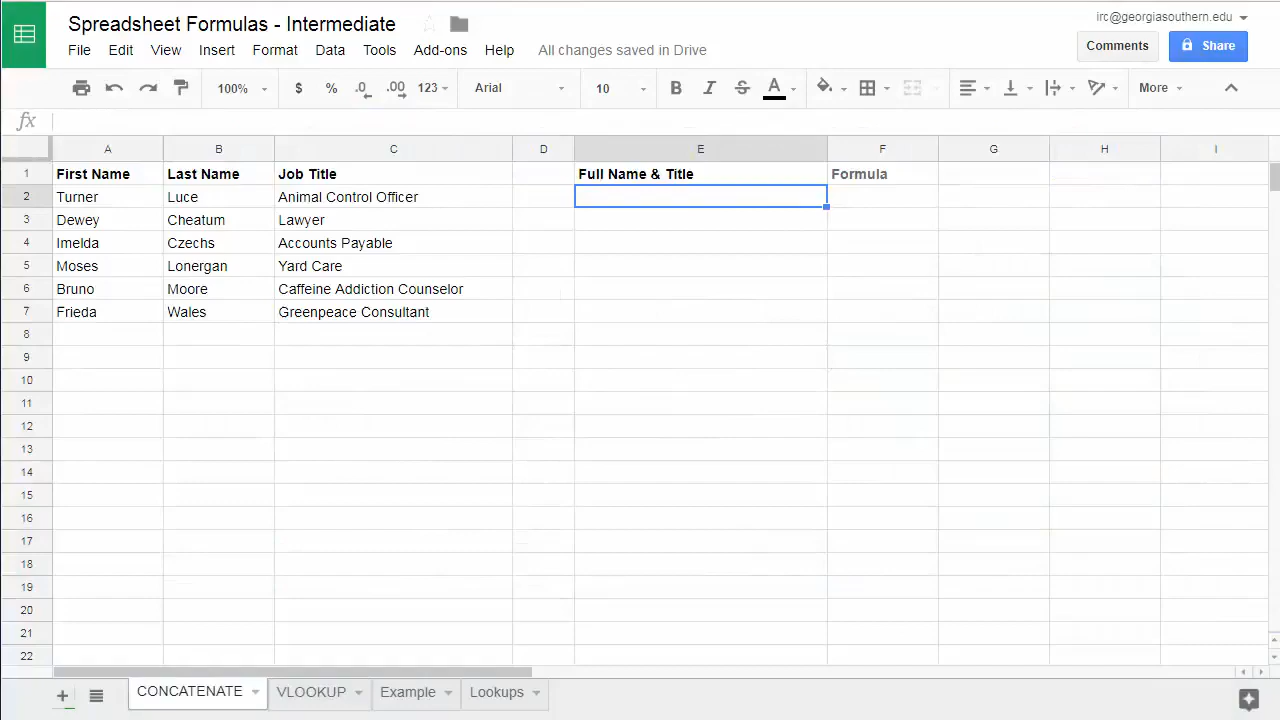 Spreadsheet Formulas - Intermediate
irc@georgiasouthern.edu
File Edit View Insert Format Data Tools Add-ons Help All changes saved in Drive
Comments Share
100% $ % .0 .00 123 Arial 10 B I S A More
fx
A B C D E F G H I
1 First Name Last Name Job Title Full Name & Title Formula
2 Turner Luce Animal Control Officer
3 Dewey Cheatum Lawyer
4 Imelda Czechs Accounts Payable
5 Moses Lonergan Yard Care
6 Bruno Moore Caffeine Addiction Counselor
7 Frieda Wales Greenpeace Consultant
8
9
10
11
12
13
14
15
16
17
18
19
20
21
22
CONCATENATE VLOOKUP Example Lookups